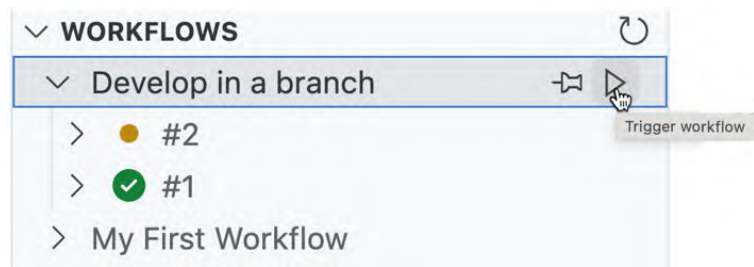 WORKFLOWS
Develop in a branch
Trigger workflow
#2
#1
My First Workflow